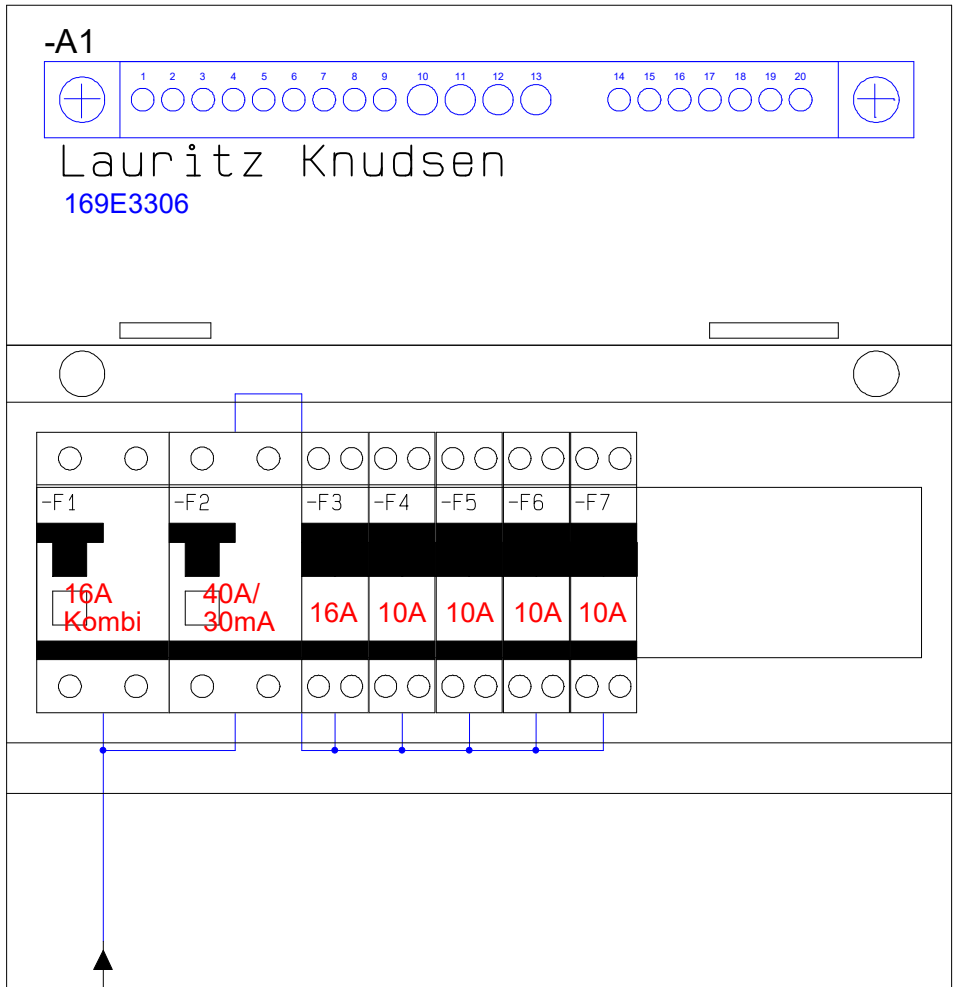 -A1
1 2 3 4 5 6 7 8 9 10 11 12 13 14 15 16 17 18 19 20
Lauritz Knudsen
169E3306
-F1 -F2 -F3 -F4 -F5 -F6 -F7
16A Kombi
40A/ 30mA
16A 10A 10A 10A 10A